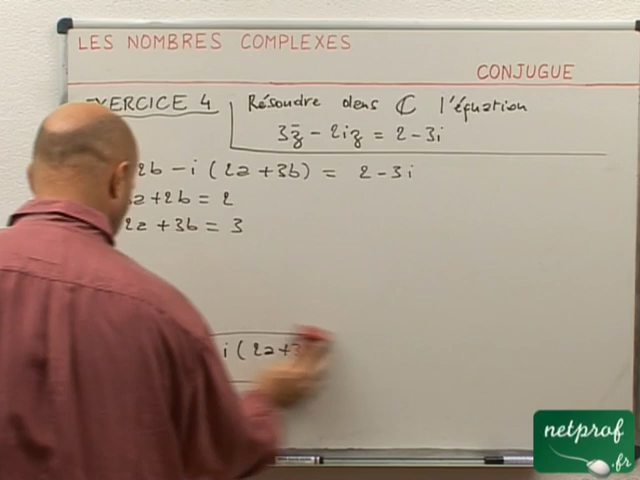 LES NOMBRES COMPLEXES
CONJUGUE
EXERCICE 4
Résoudre dans ℂ l'équation
3z̄ - 2iz = 2 - 3i
2b - i (2a + 3b) = 2 - 3i
a + 2b = 2
2a + 3b = 3
i (2a + 3
netprof
.fr